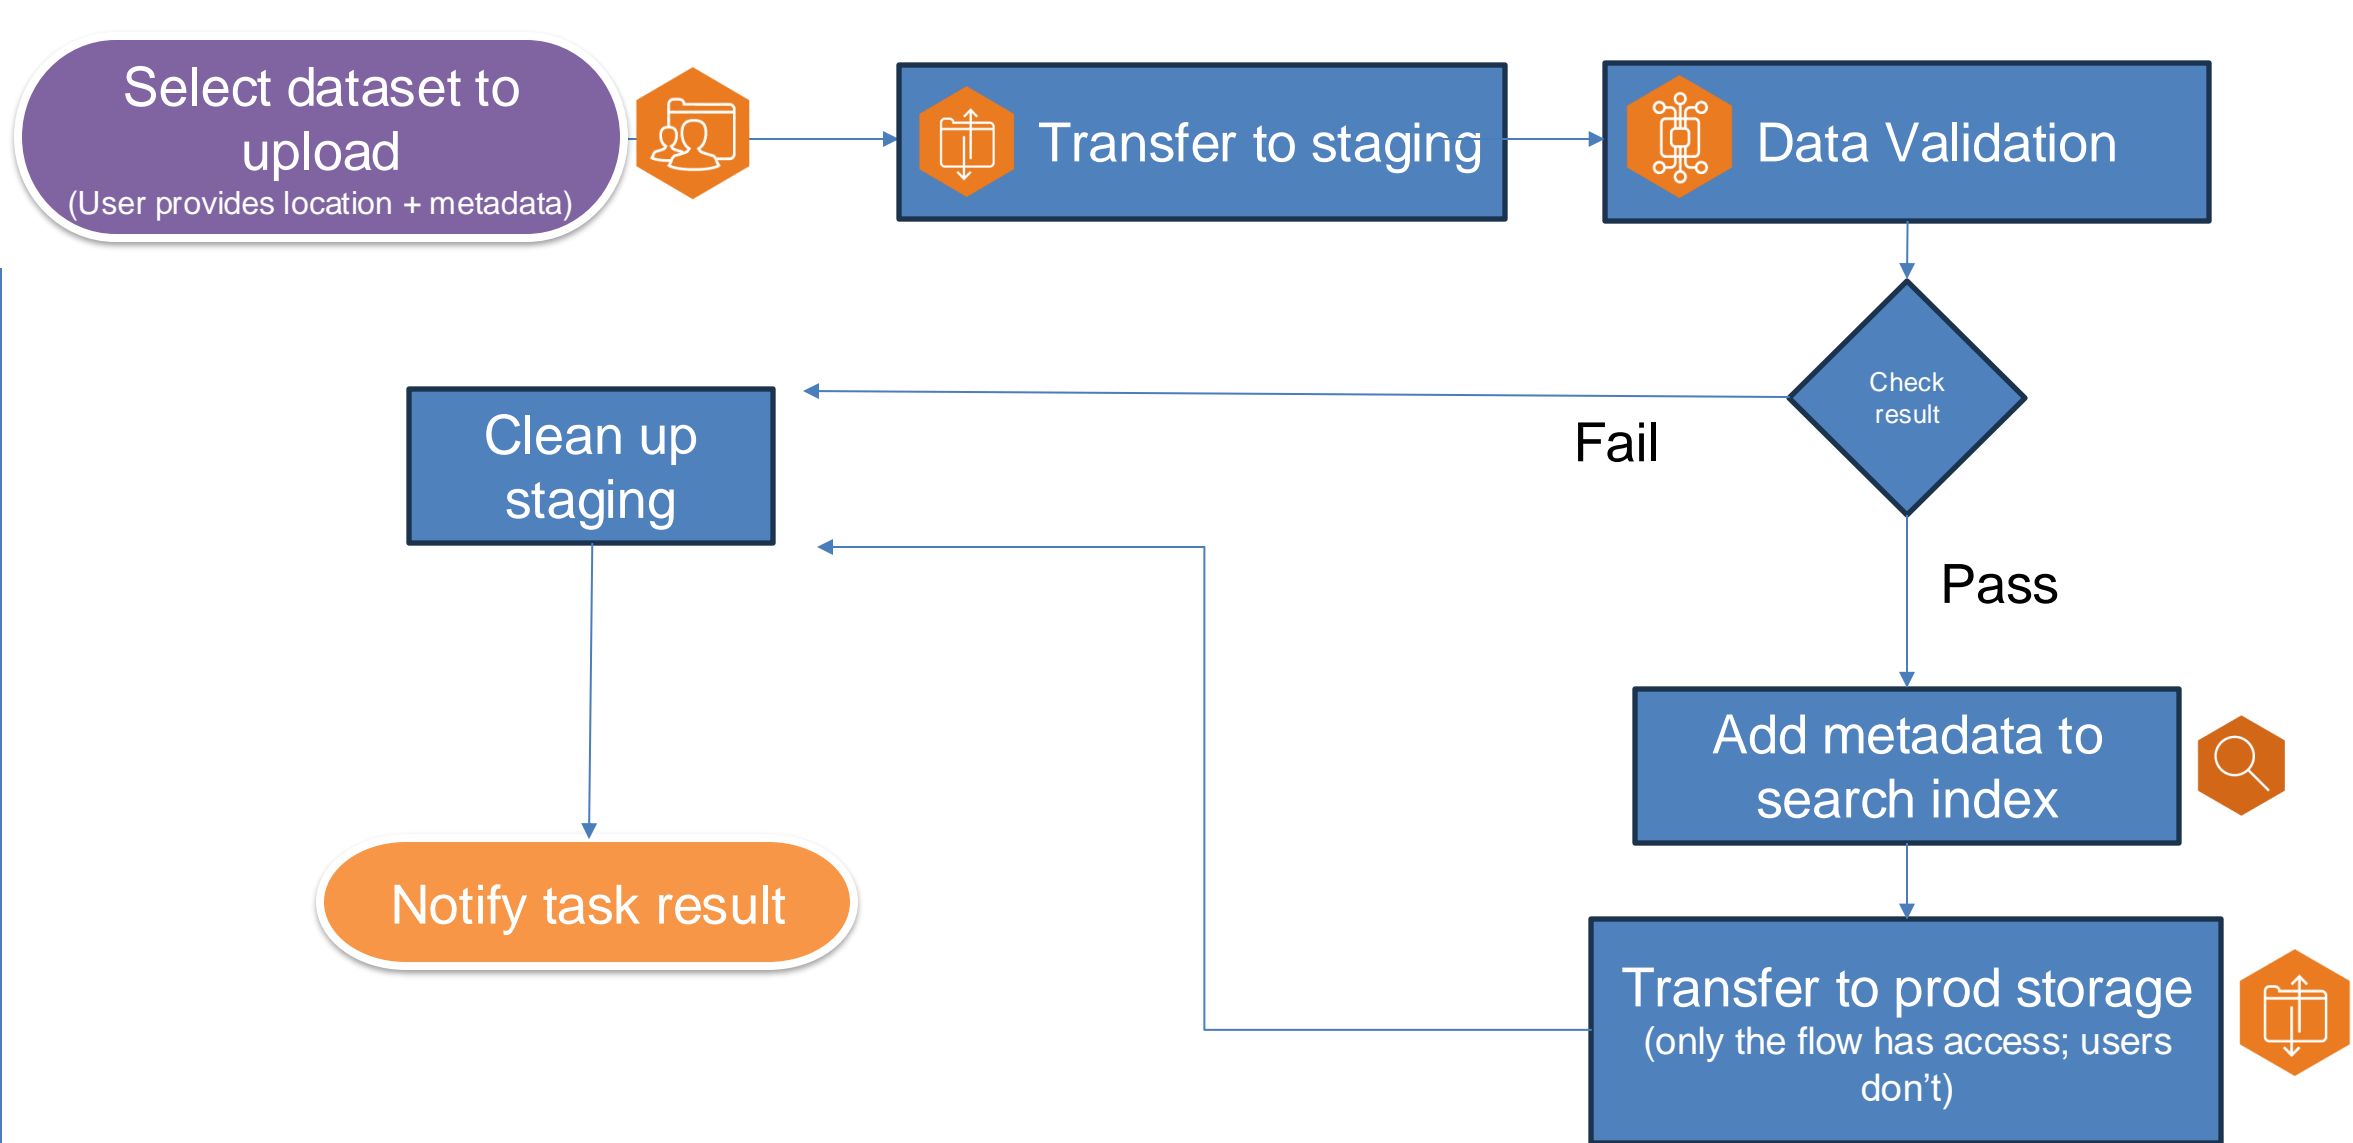 Select dataset to
upload
(User provides location + metadata)
Transfer to staging
Data Validation
Check
result
Fail
Clean up
staging
Pass
Add metadata to
search index
Notify task result
Transfer to prod storage
(only the flow has access; users
don’t)